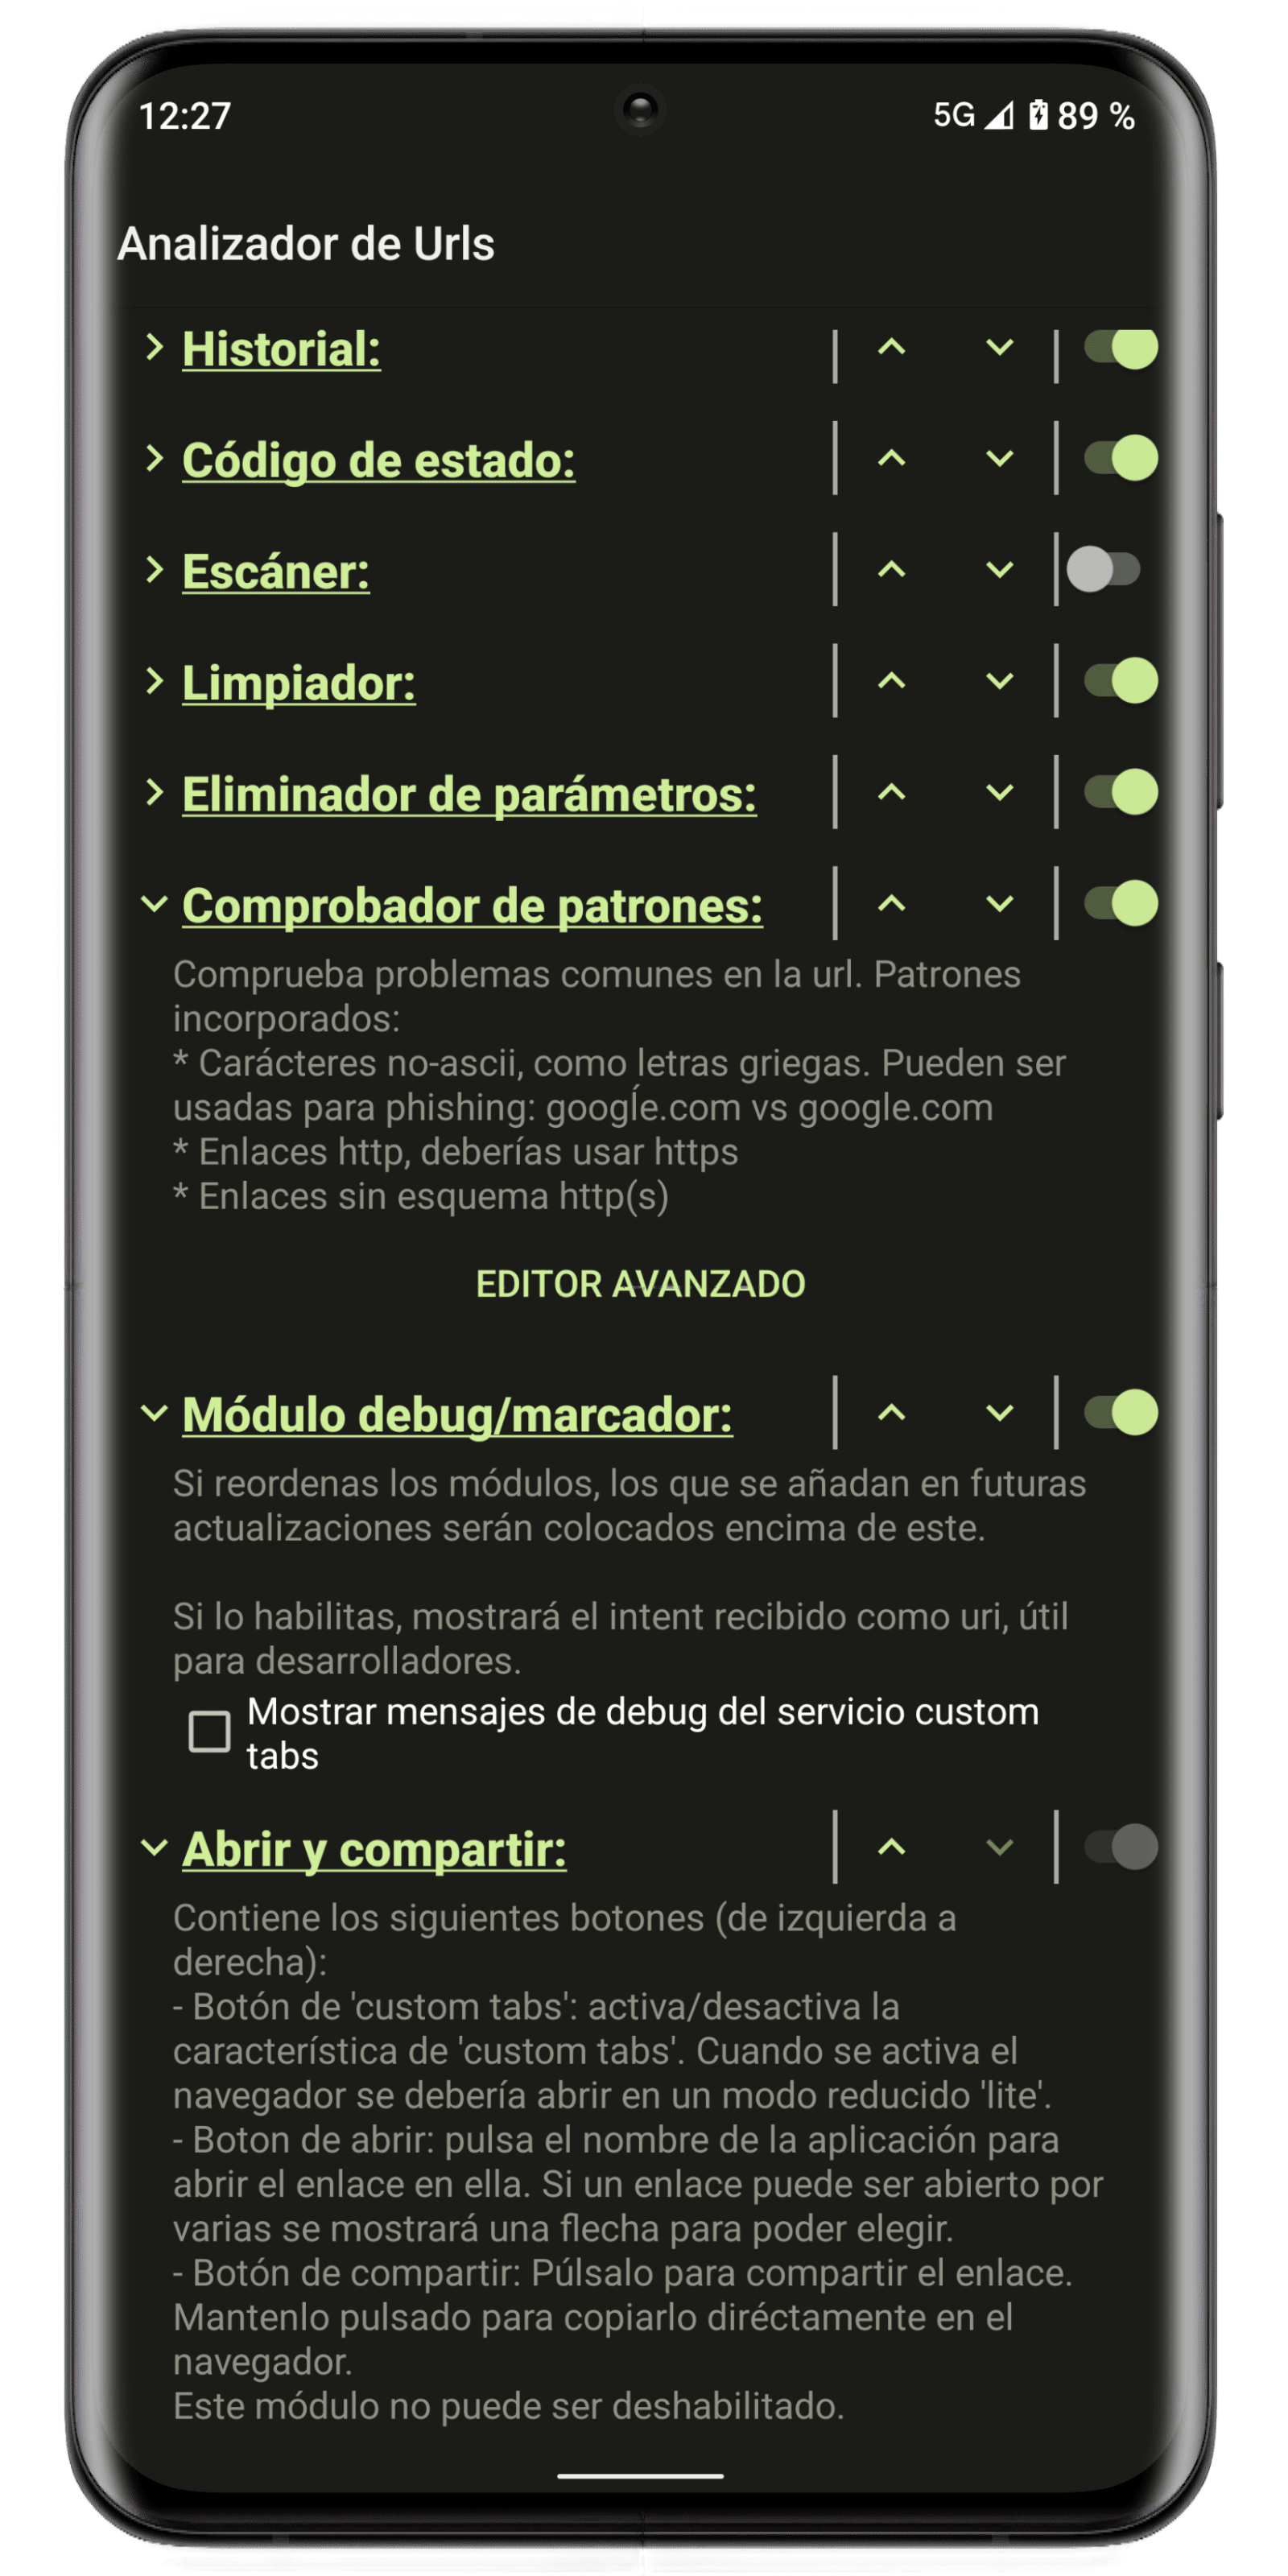 12:27
5G 89 %
Analizador de Urls
Historial:
Código de estado:
Escáner:
Limpiador:
Eliminador de parámetros:
Comprobador de patrones:
Comprueba problemas comunes en la url. Patrones
incorporados:
* Carácteres no-ascii, como letras griegas. Pueden ser
usadas para phishing: googĺe.com vs google.com
* Enlaces http, deberías usar https
* Enlaces sin esquema http(s)
EDITOR AVANZADO
Módulo debug/marcador:
Si reordenas los módulos, los que se añadan en futuras
actualizaciones serán colocados encima de este.
Si lo habilitas, mostrará el intent recibido como uri, útil
para desarrolladores.
Mostrar mensajes de debug del servicio custom
tabs
Abrir y compartir:
Contiene los siguientes botones (de izquierda a
derecha):
- Botón de 'custom tabs': activa/desactiva la
característica de 'custom tabs'. Cuando se activa el
navegador se debería abrir en un modo reducido 'lite'.
- Boton de abrir: pulsa el nombre de la aplicación para
abrir el enlace en ella. Si un enlace puede ser abierto por
varias se mostrará una flecha para poder elegir.
- Botón de compartir: Púlsalo para compartir el enlace.
Mantenlo pulsado para copiarlo diréctamente en el
navegador.
Este módulo no puede ser deshabilitado.